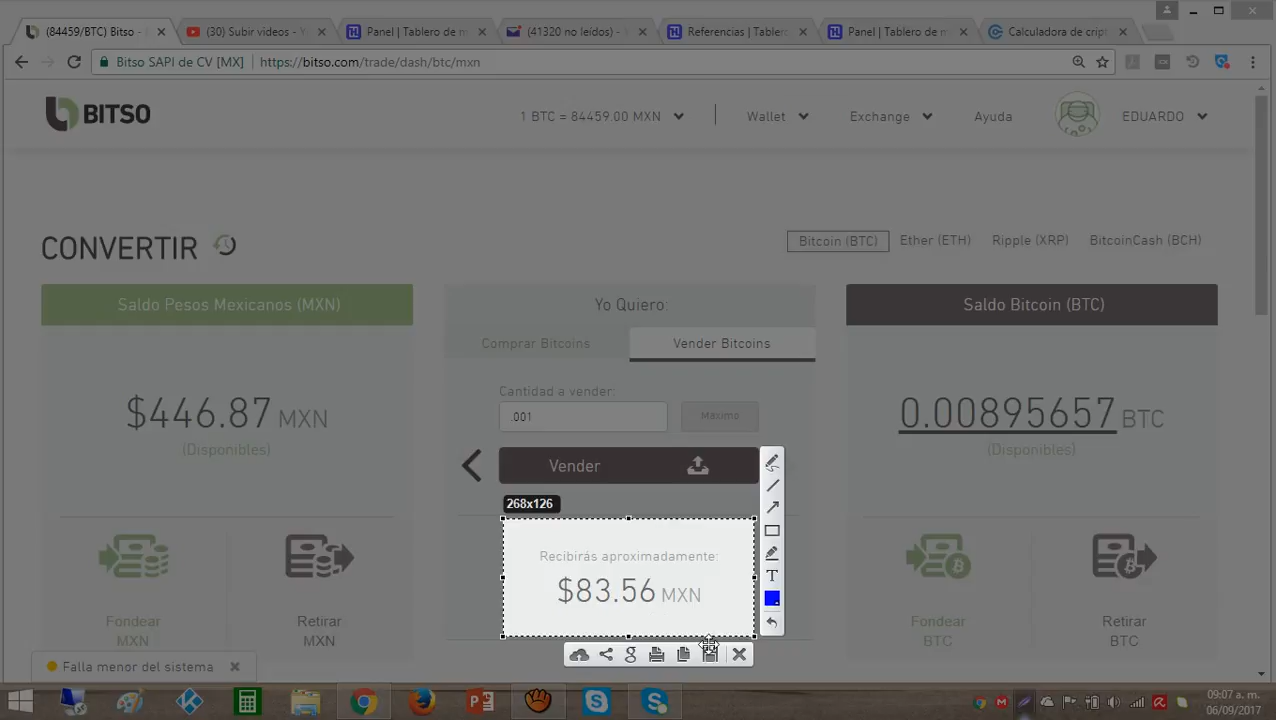 (84459/BTC) Bitso -
(30) Subir videos - Y
Panel | Tablero de m
(41320 no leídos) -
Referencias | Tablero
Panel | Tablero de m
Calculadora de cript
Bitso SAPI de CV [MX]
https://bitso.com/trade/dash/btc/mxn
BITSO
1 BTC = 84459.00 MXN
Wallet
Exchange
Ayuda
EDUARDO
CONVERTIR
Bitcoin (BTC)
Ether (ETH)
Ripple (XRP)
BitcoinCash (BCH)
Saldo Pesos Mexicanos (MXN)
Yo Quiero:
Saldo Bitcoin (BTC)
Comprar Bitcoins
Vender Bitcoins
$446.87 MXN
(Disponibles)
Cantidad a vender:
.001
Máximo
0.00895657 BTC
(Disponibles)
Vender
268x126
Recibirás aproximadamente:
$83.56 MXN
Fondear
MXN
Retirar
MXN
Fondear
BTC
Retirar
BTC
Falla menor del sistema
09:07 a. m.
06/09/2017